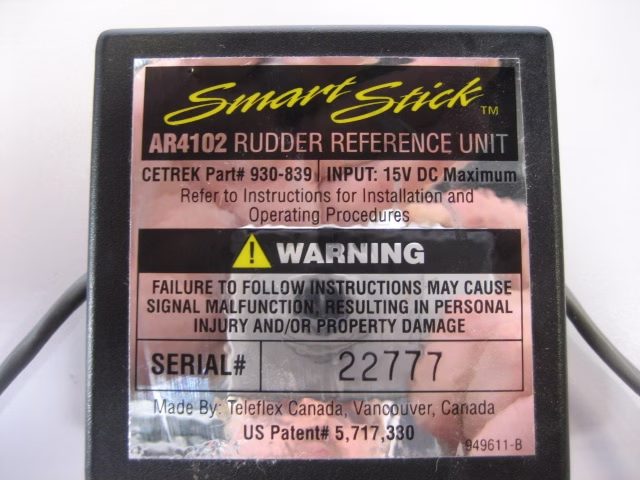 Smart Stick™
AR4102 RUDDER REFERENCE UNIT
CETREK Part# 930-839 INPUT: 15V DC Maximum
Refer to Instructions for Installation and
Operating Procedures
WARNING
FAILURE TO FOLLOW INSTRUCTIONS MAY CAUSE
SIGNAL MALFUNCTION, RESULTING IN PERSONAL
INJURY AND/OR PROPERTY DAMAGE
SERIAL# 22777
Made By: Teleflex Canada, Vancouver, Canada
US Patent# 5,717,330
949611-B